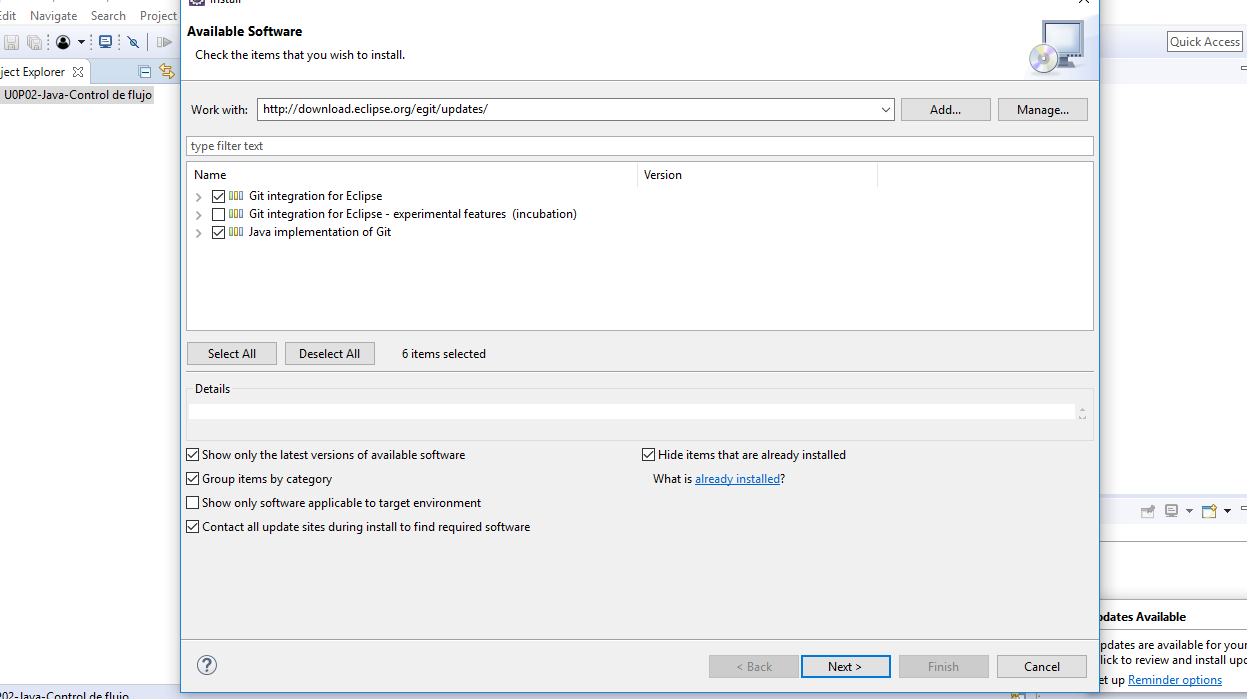 Install
Edit Navigate Search Project
Available Software
Check the items that you wish to install.
Quick Access
ject Explorer
U0P02-Java-Control de flujo
Work with: http://download.eclipse.org/egit/updates/ Add... Manage...
type filter text
Name Version
Git integration for Eclipse
Git integration for Eclipse - experimental features (incubation)
Java implementation of Git
Select All Deselect All 6 items selected
Details
Show only the latest versions of available software Hide items that are already installed
Group items by category What is already installed?
Show only software applicable to target environment
Contact all update sites during install to find required software
pdates Available
pdates are available for your
lick to review and install upd
et up Reminder options
? < Back Next > Finish Cancel
P02-Java-Control de flujo